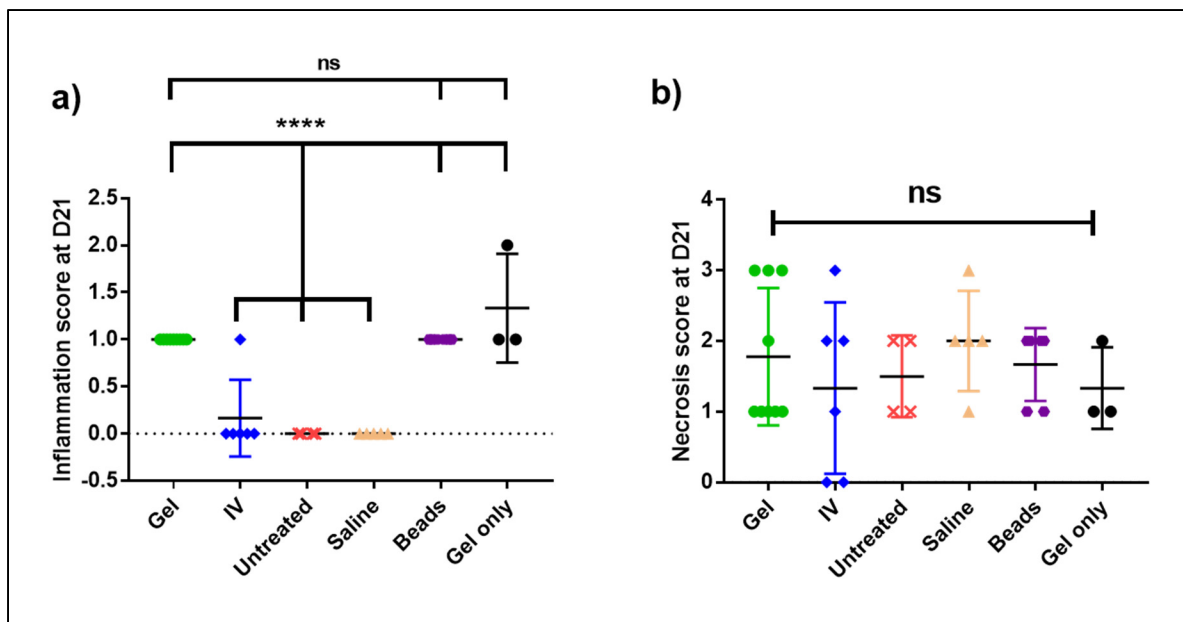 a)
ns
****
Inflammation score at D21
2.5
2.0
1.5
1.0
0.5
0.0
-0.5
Gel
IV
Untreated
Saline
Beads
Gel only
b)
ns
Necrosis score at D21
4
3
2
1
0
Gel
IV
Untreated
Saline
Beads
Gel only